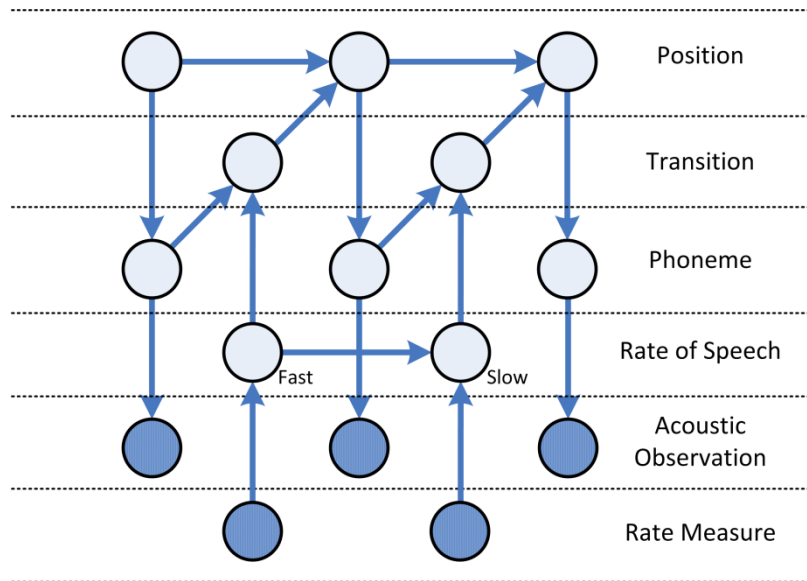 Position
Transition
Phoneme
Rate of Speech
Fast
Slow
Acoustic
Observation
Rate Measure